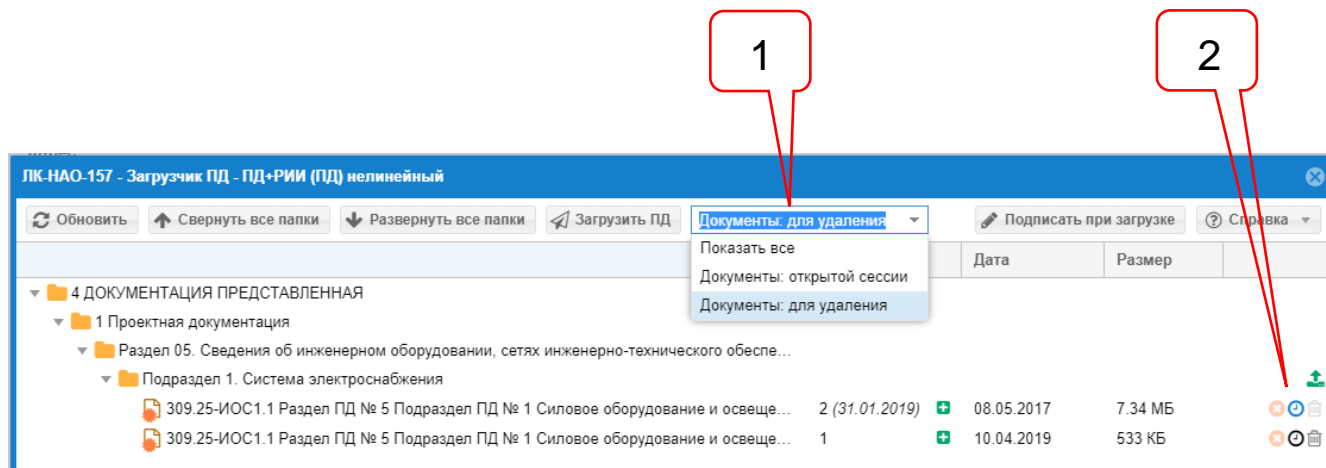 1
2
ЛК-НАО-157 - Загрузчик ПД - ПД+РИИ (ПД) нелинейный
Обновить Свернуть все папки Развернуть все папки Загрузить ПД Документы: для удаления Подписать при загрузке Справка
Показать все
Документы: открытой сессии
Документы: для удаления
Дата Размер
4 ДОКУМЕНТАЦИЯ ПРЕДСТАВЛЕННАЯ
1 Проектная документация
Раздел 05. Сведения об инженерном оборудовании, сетях инженерно-технического обеспе...
Подраздел 1. Система электроснабжения
309.25-ИОС1.1 Раздел ПД № 5 Подраздел ПД № 1 Силовое оборудование и освеще... 2 (31.01.2019) 08.05.2017 7.34 МБ
309.25-ИОС1.1 Раздел ПД № 5 Подраздел ПД № 1 Силовое оборудование и освеще... 1 10.04.2019 533 КБ